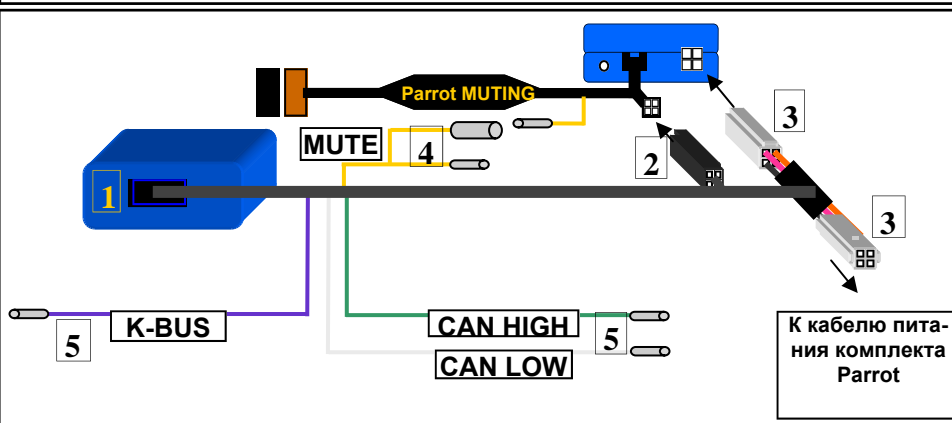 Parrot MUTING
3
MUTE
4
2
1
3
K-BUS
5
CAN HIGH
5
CAN LOW
К кабелю пита-
ния комплекта
Parrot